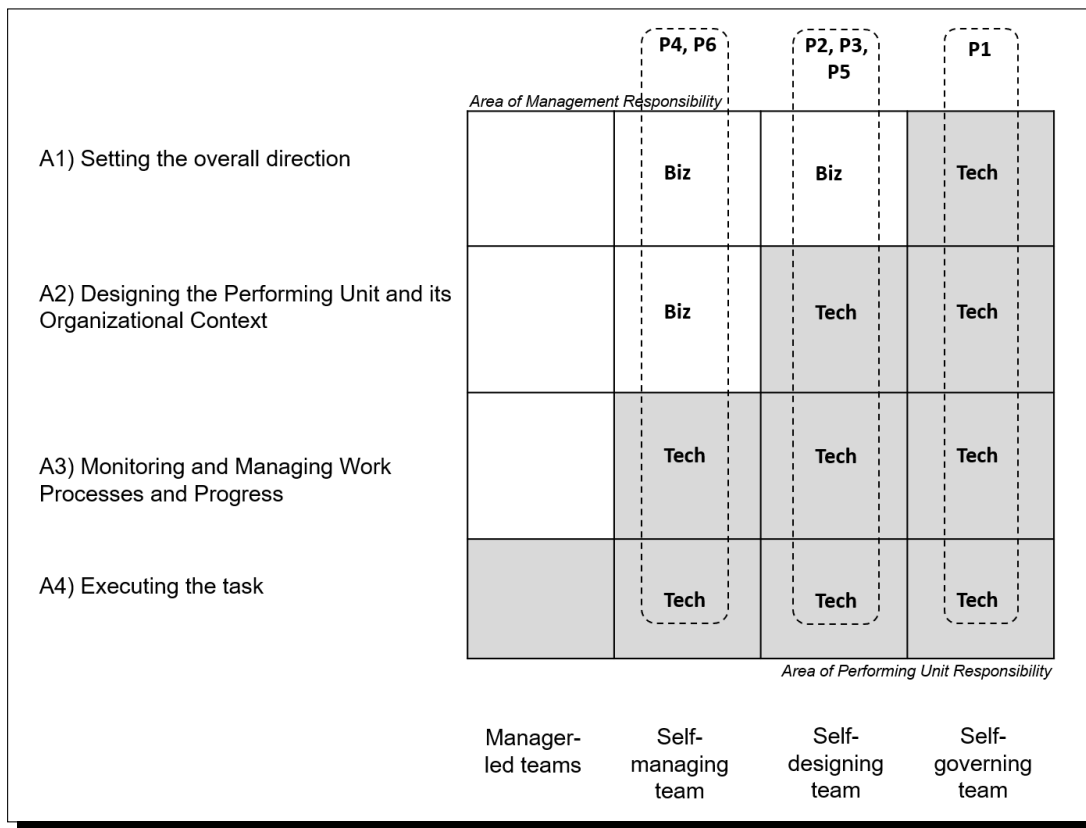 P4, P6
P2, P3,
P5
P1
Area of Management Responsibility
A1) Setting the overall direction
Biz
Biz
Tech
A2) Designing the Performing Unit and its
Organizational Context
Biz
Tech
Tech
A3) Monitoring and Managing Work
Processes and Progress
Tech
Tech
Tech
A4) Executing the task
Tech
Tech
Tech
Area of Performing Unit Responsibility
Manager-
led teams
Self-
managing
team
Self-
designing
team
Self-
governing
team